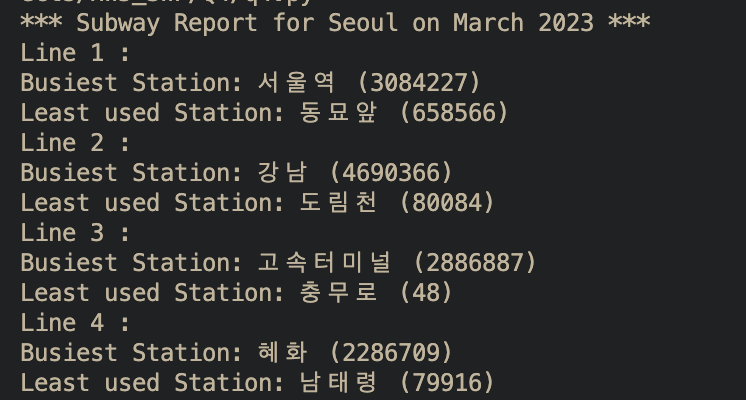 *** Subway Report for Seoul on March 2023 ***
Line 1 :
Busiest Station: 서울역 (3084227)
Least used Station: 동묘앞 (658566)
Line 2 :
Busiest Station: 강남 (4690366)
Least used Station: 도림천 (80084)
Line 3 :
Busiest Station: 고속터미널 (2886887)
Least used Station: 충무로 (48)
Line 4 :
Busiest Station: 혜화 (2286709)
Least used Station: 남태령 (79916)